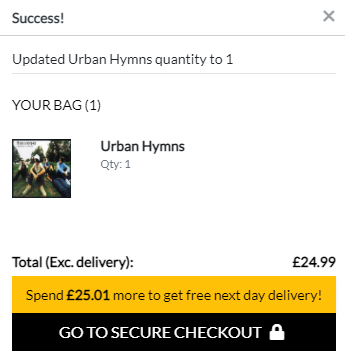 Success!
Updated Urban Hymns quantity to 1
YOUR BAG (1)
Urban Hymns
Qty: 1
Total (Exc. delivery): £24.99
Spend £25.01 more to get free next day delivery!
GO TO SECURE CHECKOUT